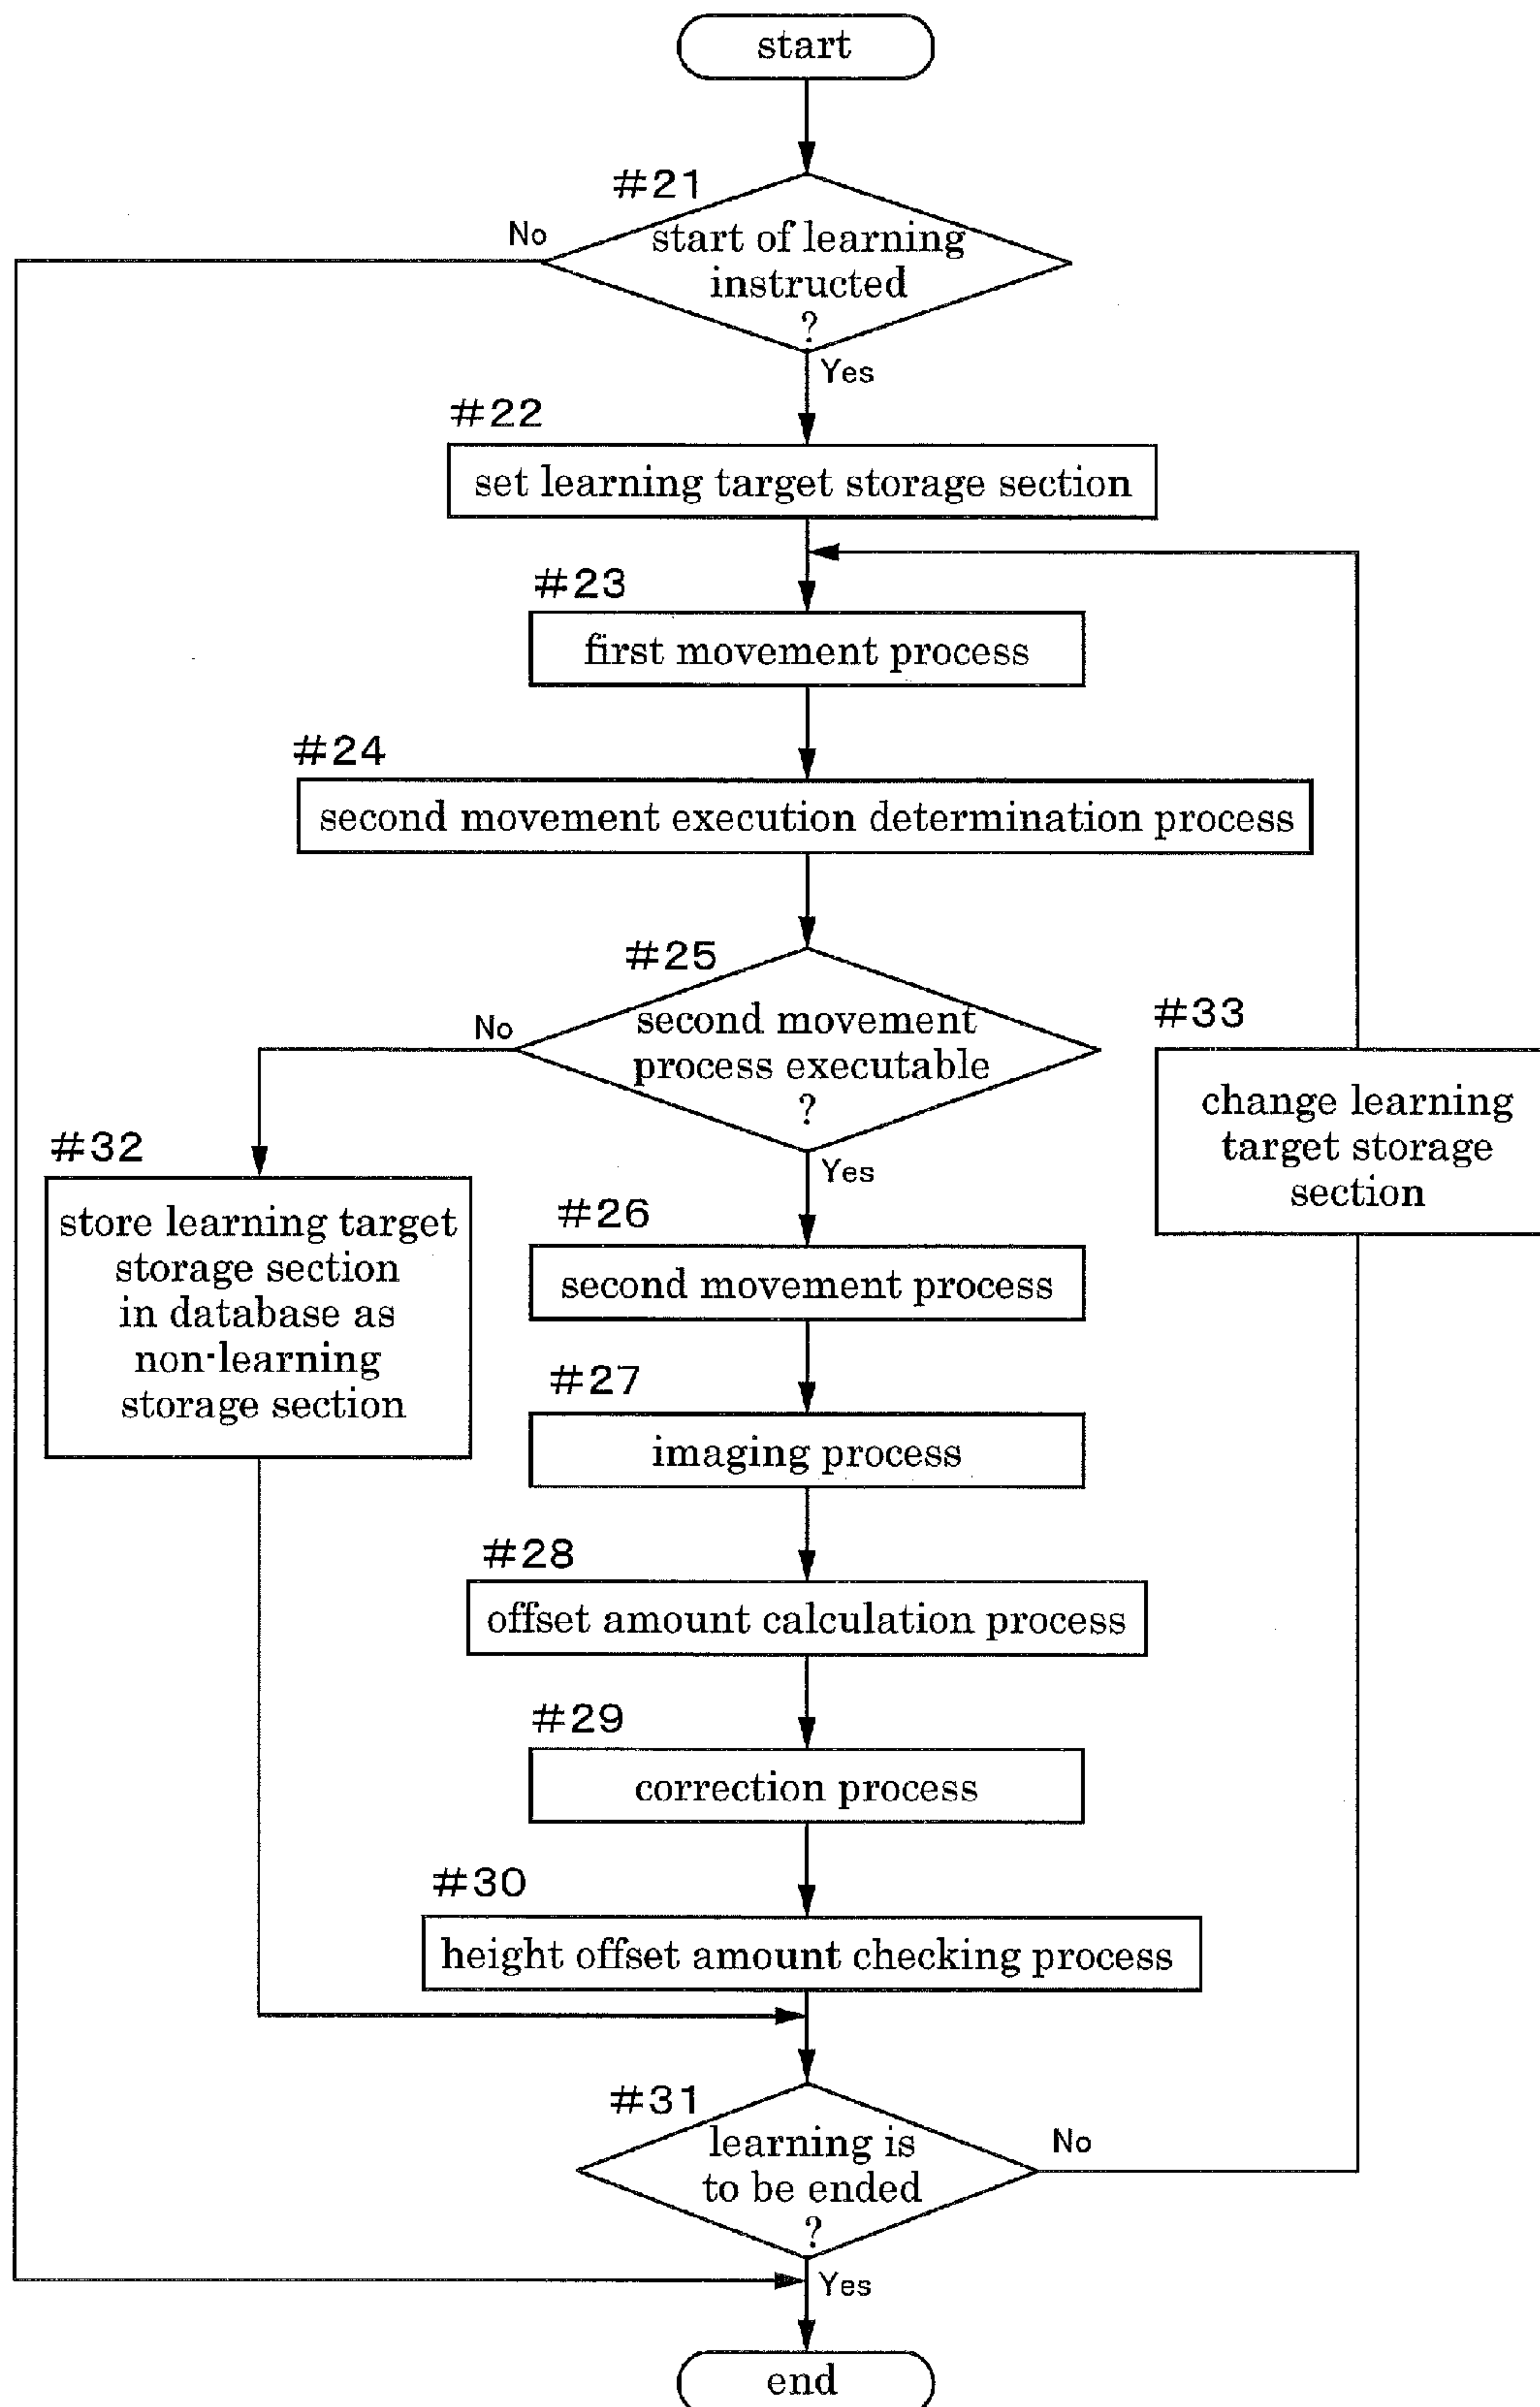 start
#21
No
start of learning
instructed
?
Yes
#22
set learning target storage section
#23
first movement process
#24
second movement execution determination process
#25
No
second movement
process executable
?
Yes
#33
change learning
target storage
section
#32
store learning target
storage section
in database as
non-learning
storage section
#26
second movement process
#27
imaging process
#28
offset amount calculation process
#29
correction process
#30
height offset amount checking process
#31
learning is
to be ended
?
No
Yes
end